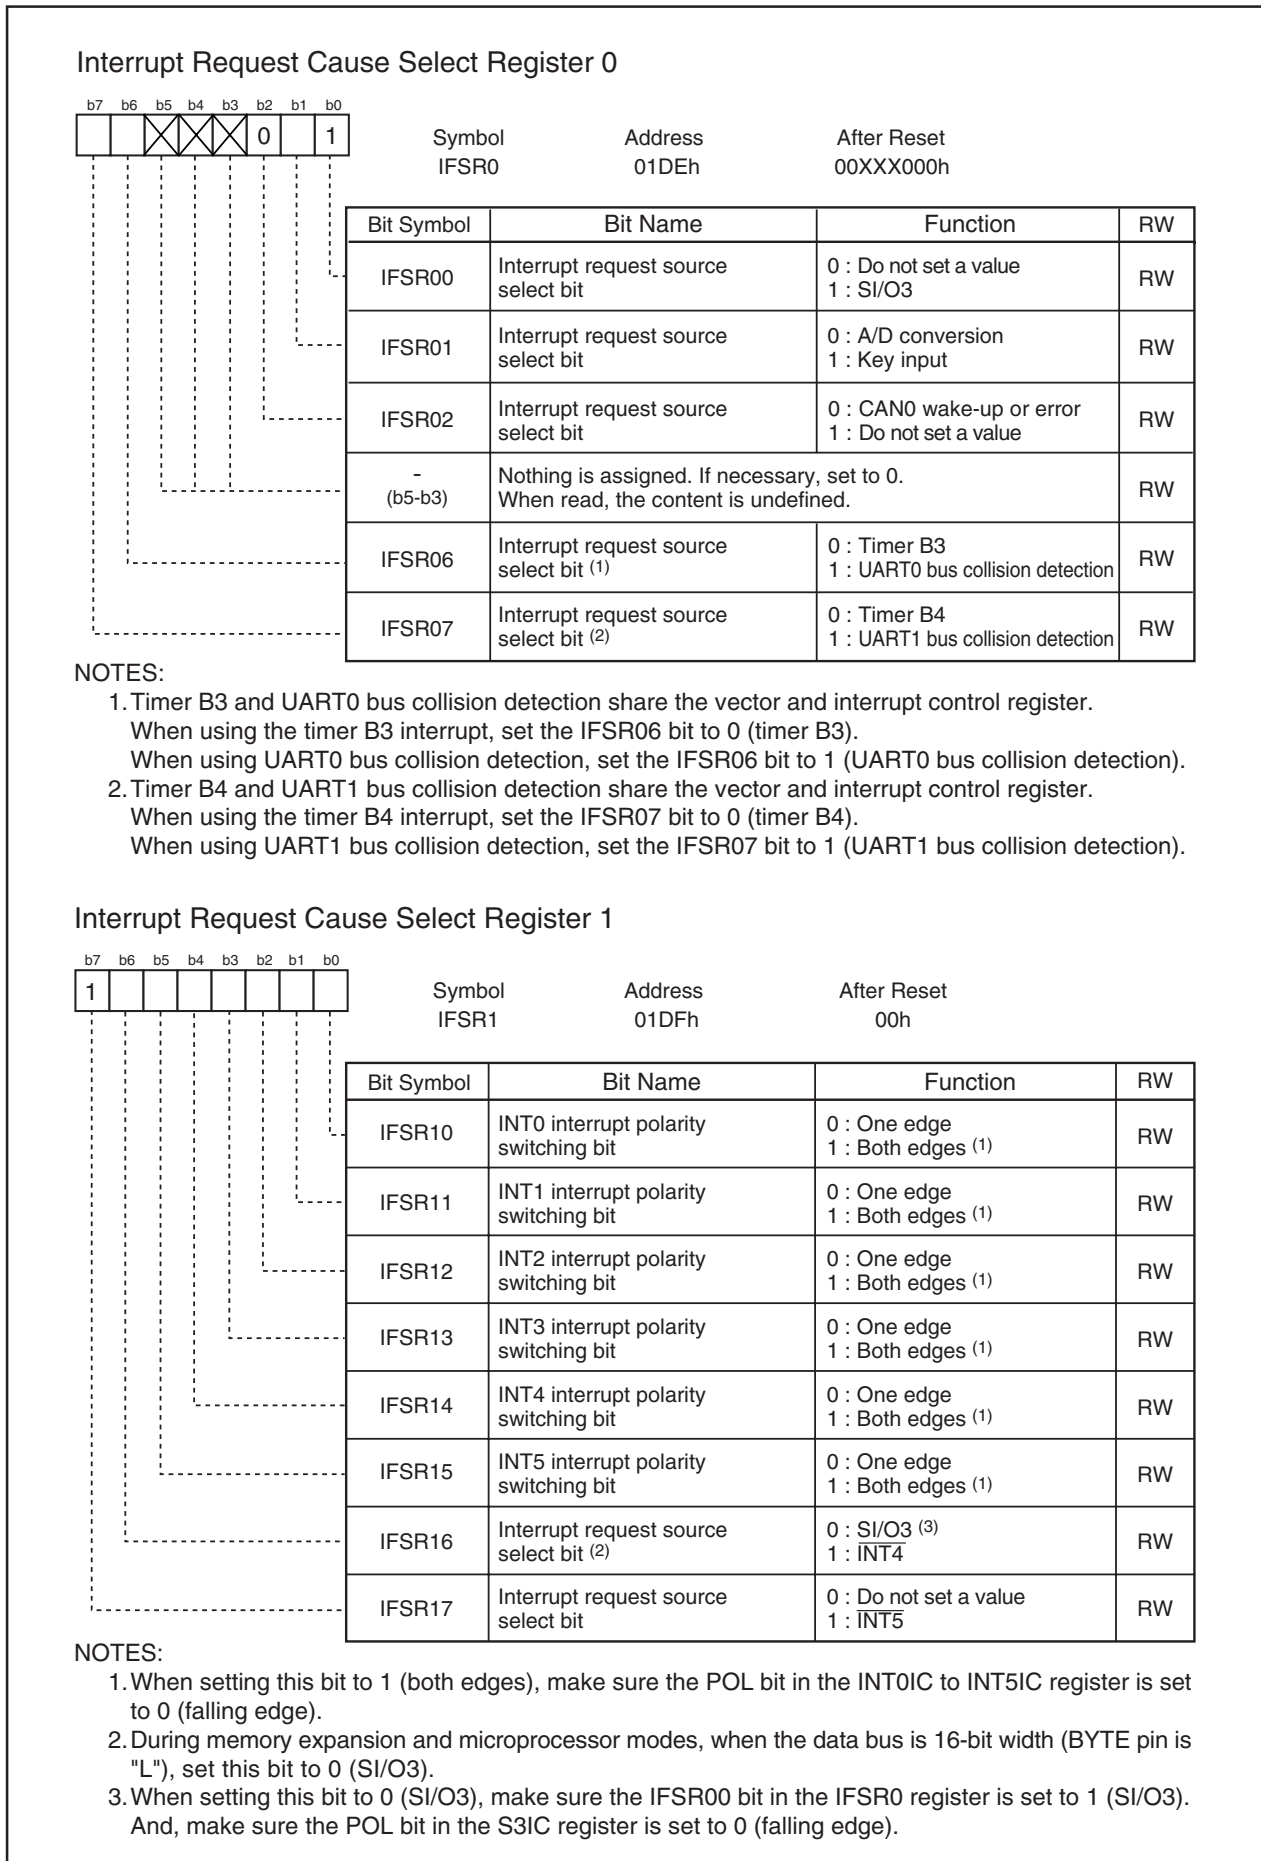 Interrupt Request Cause Select Register 0
b7 b6 b5 b4 b3 b2 b1 b0
0 1
Symbol Address After Reset
IFSR0 01DEh 00XXX000h
Bit Symbol Bit Name Function RW
IFSR00 Interrupt request source select bit 0 : Do not set a value RW
1 : SI/O3
IFSR01 Interrupt request source select bit 0 : A/D conversion RW
1 : Key input
IFSR02 Interrupt request source select bit 0 : CAN0 wake-up or error RW
1 : Do not set a value
- (b5-b3) Nothing is assigned. If necessary, set to 0. RW
When read, the content is undefined.
IFSR06 Interrupt request source select bit (1) 0 : Timer B3 RW
1 : UART0 bus collision detection
IFSR07 Interrupt request source select bit (2) 0 : Timer B4 RW
1 : UART1 bus collision detection
NOTES:
1. Timer B3 and UART0 bus collision detection share the vector and interrupt control register.
When using the timer B3 interrupt, set the IFSR06 bit to 0 (timer B3).
When using UART0 bus collision detection, set the IFSR06 bit to 1 (UART0 bus collision detection).
2. Timer B4 and UART1 bus collision detection share the vector and interrupt control register.
When using the timer B4 interrupt, set the IFSR07 bit to 0 (timer B4).
When using UART1 bus collision detection, set the IFSR07 bit to 1 (UART1 bus collision detection).
Interrupt Request Cause Select Register 1
b7 b6 b5 b4 b3 b2 b1 b0
1
Symbol Address After Reset
IFSR1 01DFh 00h
Bit Symbol Bit Name Function RW
IFSR10 INT0 interrupt polarity switching bit 0 : One edge RW
1 : Both edges (1)
IFSR11 INT1 interrupt polarity switching bit 0 : One edge RW
1 : Both edges (1)
IFSR12 INT2 interrupt polarity switching bit 0 : One edge RW
1 : Both edges (1)
IFSR13 INT3 interrupt polarity switching bit 0 : One edge RW
1 : Both edges (1)
IFSR14 INT4 interrupt polarity switching bit 0 : One edge RW
1 : Both edges (1)
IFSR15 INT5 interrupt polarity switching bit 0 : One edge RW
1 : Both edges (1)
IFSR16 Interrupt request source select bit (2) 0 : SI/O3 (3) RW
1 : INT4
IFSR17 Interrupt request source select bit 0 : Do not set a value RW
1 : INT5
NOTES:
1. When setting this bit to 1 (both edges), make sure the POL bit in the INT0IC to INT5IC register is set
to 0 (falling edge).
2. During memory expansion and microprocessor modes, when the data bus is 16-bit width (BYTE pin is
"L"), set this bit to 0 (SI/O3).
3. When setting this bit to 0 (SI/O3), make sure the IFSR00 bit in the IFSR0 register is set to 1 (SI/O3).
And, make sure the POL bit in the S3IC register is set to 0 (falling edge).